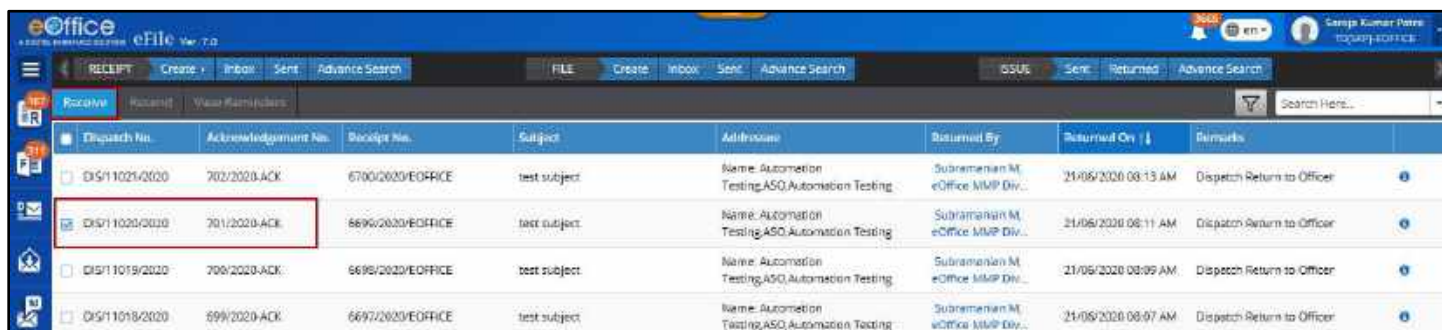 eOffice eFile Ver 7.0 3605 en Saroja Kumar Patra
A DIGITAL WORKPLACE SOLUTION
RECEIPT Create Inbox Sent Advance Search FILE Create Inbox Sent Advance Search ISSUE Sent Returned Advance Search
Receive Resend View Reminders Search Here...
Dispatch No. Acknowledgement No. Receipt No. Subject Addressee Returned By Returned On Remarks
DIS/11021/2020 702/2020-ACK 6700/2020/EOFFICE test subject Name: Automation Testing,ASO,Automation Testing Subramanian M, eOffice MMP Div... 21/06/2020 08:13 AM Dispatch Return to Officer
DIS/11020/2020 701/2020-ACK 6699/2020/EOFFICE test subject Name: Automation Testing,ASO,Automation Testing Subramanian M, eOffice MMP Div... 21/06/2020 08:11 AM Dispatch Return to Officer
DIS/11019/2020 700/2020-ACK 6698/2020/EOFFICE test subject Name: Automation Testing,ASO,Automation Testing Subramanian M, eOffice MMP Div... 21/06/2020 08:09 AM Dispatch Return to Officer
DIS/11018/2020 699/2020-ACK 6697/2020/EOFFICE test subject Name: Automation Testing,ASO,Automation Testing Subramanian M, eOffice MMP Div... 21/06/2020 08:07 AM Dispatch Return to Officer